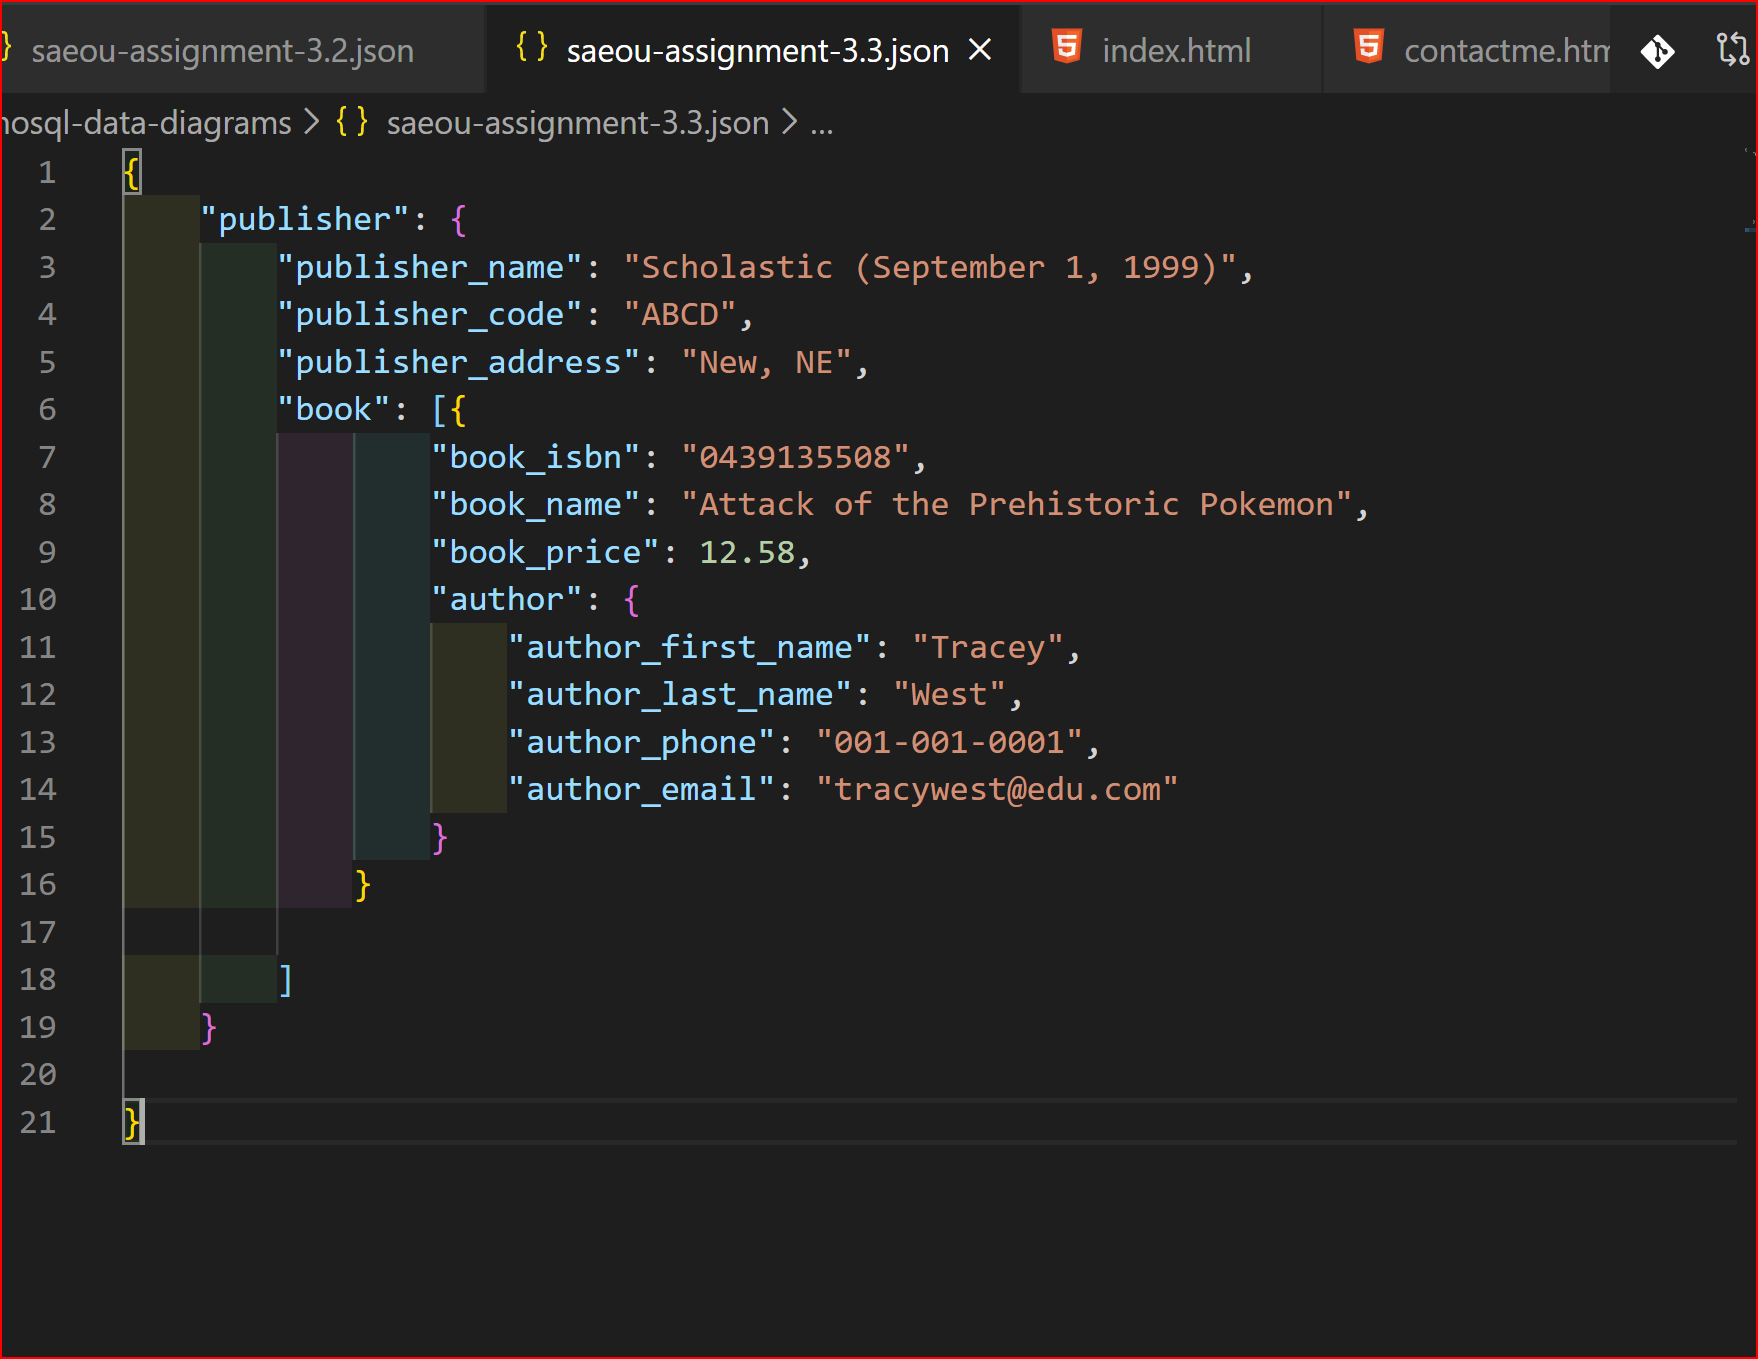 saeou-assignment-3.2.json saeou-assignment-3.3.json index.html contactme.htm
nosql-data-diagrams > {} saeou-assignment-3.3.json > ...
1 {
2 "publisher": {
3 "publisher_name": "Scholastic (September 1, 1999)",
4 "publisher_code": "ABCD",
5 "publisher_address": "New, NE",
6 "book": [{
7 "book_isbn": "0439135508",
8 "book_name": "Attack of the Prehistoric Pokemon",
9 "book_price": 12.58,
10 "author": {
11 "author_first_name": "Tracey",
12 "author_last_name": "West",
13 "author_phone": "001-001-0001",
14 "author_email": "tracywest@edu.com"
15 }
16 }
17
18 ]
19 }
20
21 }